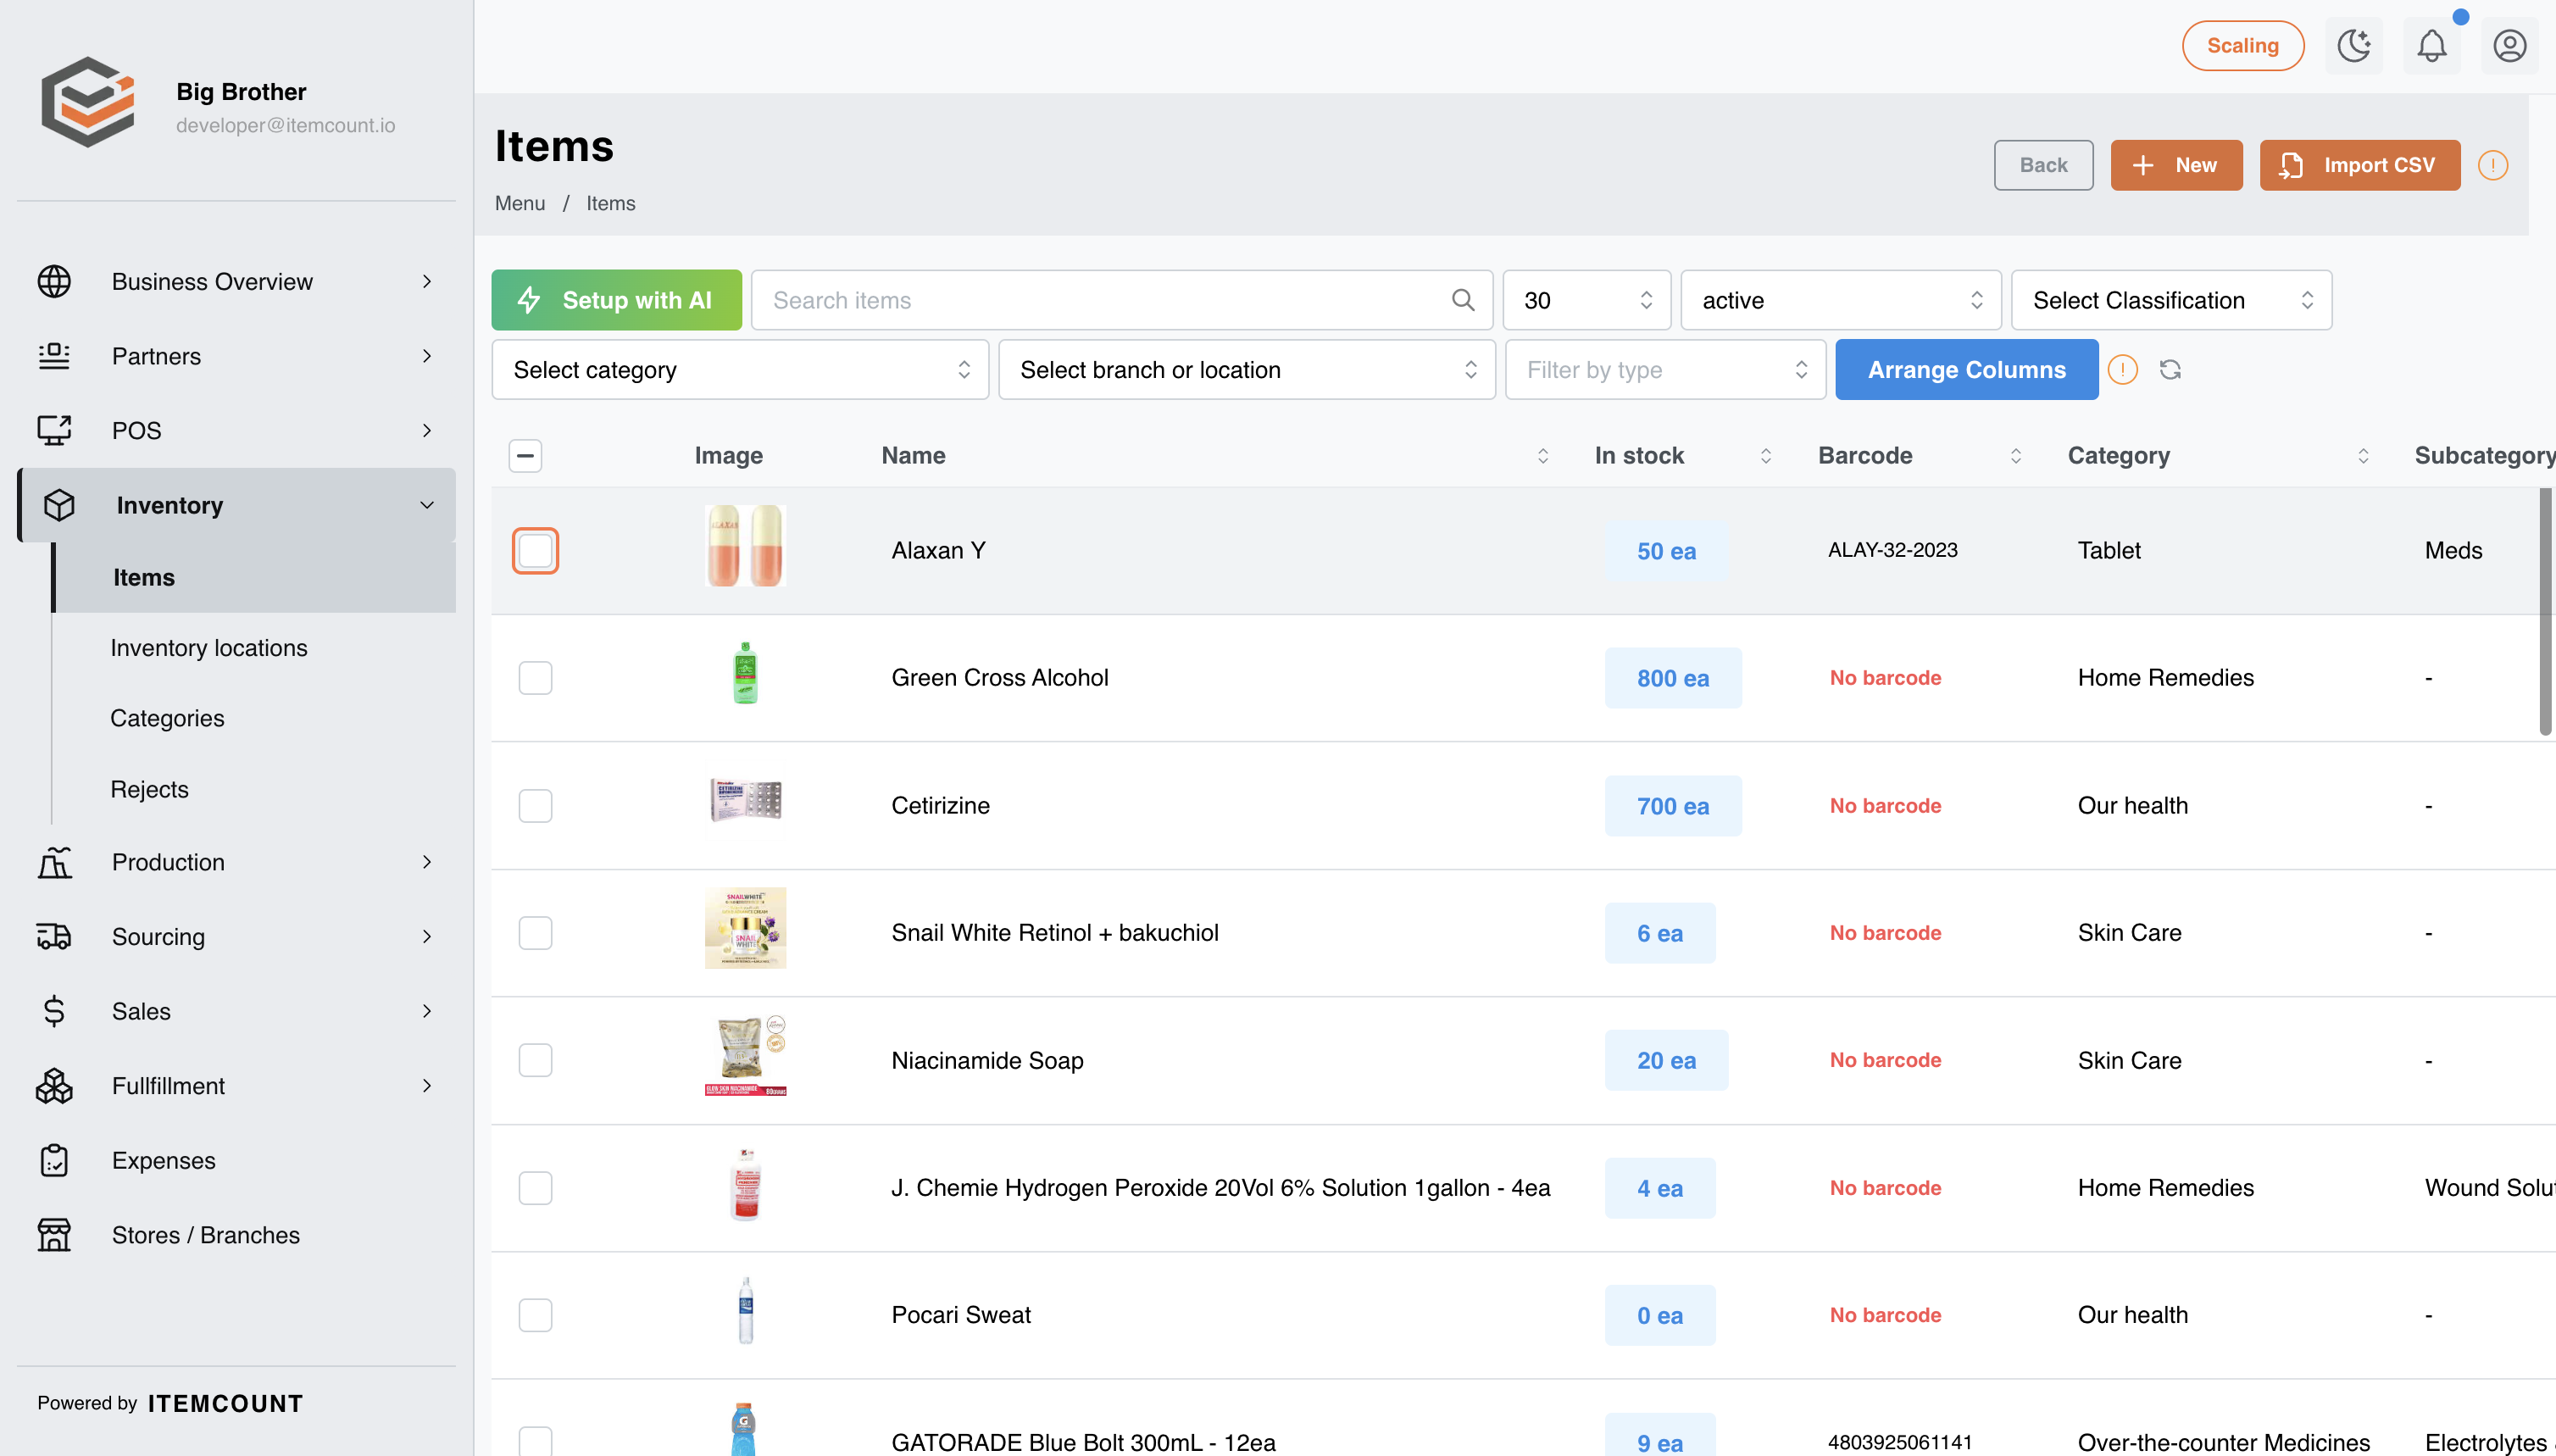 Big Brother
developer@itemcount.io
Business Overview
Partners
POS
Inventory
Items
Inventory locations
Categories
Rejects
Production
Sourcing
Sales
Fullfillment
Expenses
Stores / Branches
Powered by ITEMCOUNT
Scaling
Items
Menu / Items
Back
New
Import CSV
Setup with AI
Search items
30
active
Select Classification
Select category
Select branch or location
Filter by type
Arrange Columns
Image Name In stock Barcode Category Subcategory
Alaxan Y 50 ea ALAY-32-2023 Tablet Meds
Green Cross Alcohol 800 ea No barcode Home Remedies -
Cetirizine 700 ea No barcode Our health -
Snail White Retinol + bakuchiol 6 ea No barcode Skin Care -
Niacinamide Soap 20 ea No barcode Skin Care -
J. Chemie Hydrogen Peroxide 20Vol 6% Solution 1gallon - 4ea 4 ea No barcode Home Remedies Wound Solut
Pocari Sweat 0 ea No barcode Our health -
GATORADE Blue Bolt 300mL - 12ea 9 ea 4803925061141 Over-the-counter Medicines Electrolytes